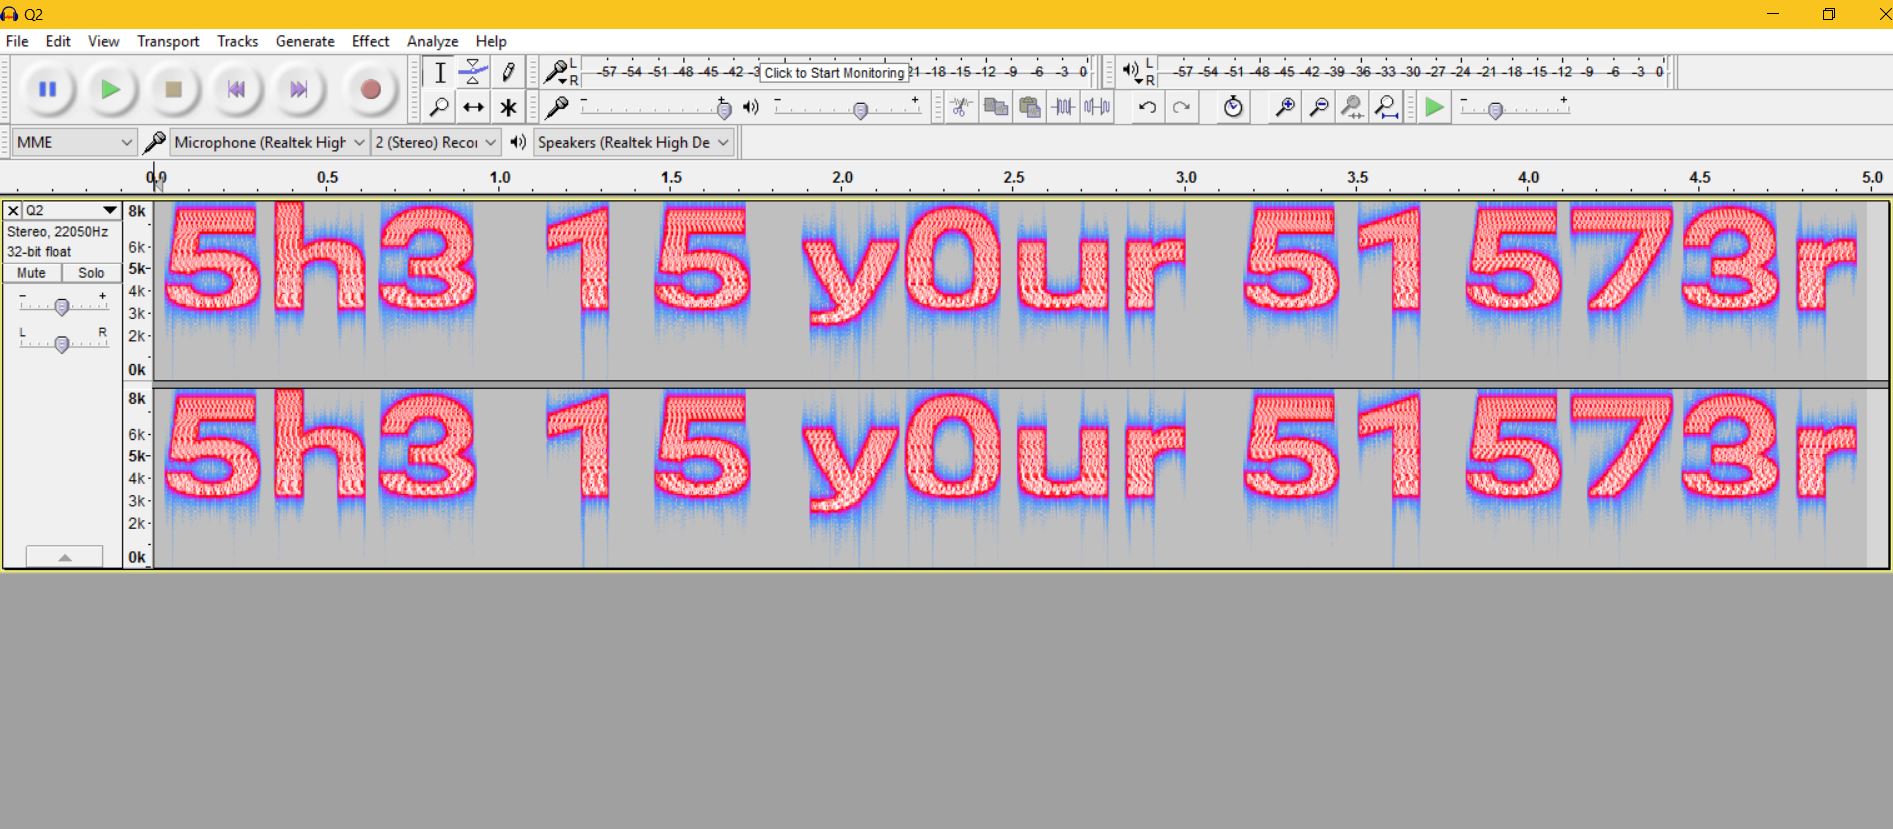 Q2
File Edit View Transport Tracks Generate Effect Analyze Help
L R -57 -54 -51 -48 -45 -42 -3 Click to Start Monitoring 21 -18 -15 -12 -9 -6 -3 0 L R -57 -54 -51 -48 -45 -42 -39 -36 -33 -30 -27 -24 -21 -18 -15 -12 -9 -6 -3 0
- + - + - +
MME Microphone (Realtek High 2 (Stereo) Recor Speakers (Realtek High De
0.0 0.5 1.0 1.5 2.0 2.5 3.0 3.5 4.0 4.5 5.0
Q2
Stereo, 22050Hz
32-bit float
Mute Solo
- +
L R
8k
6k
5k
4k
3k
2k
0k
5h3 15 y0ur 51573r
8k
6k
5k
4k
3k
2k
0k
5h3 15 y0ur 51573r